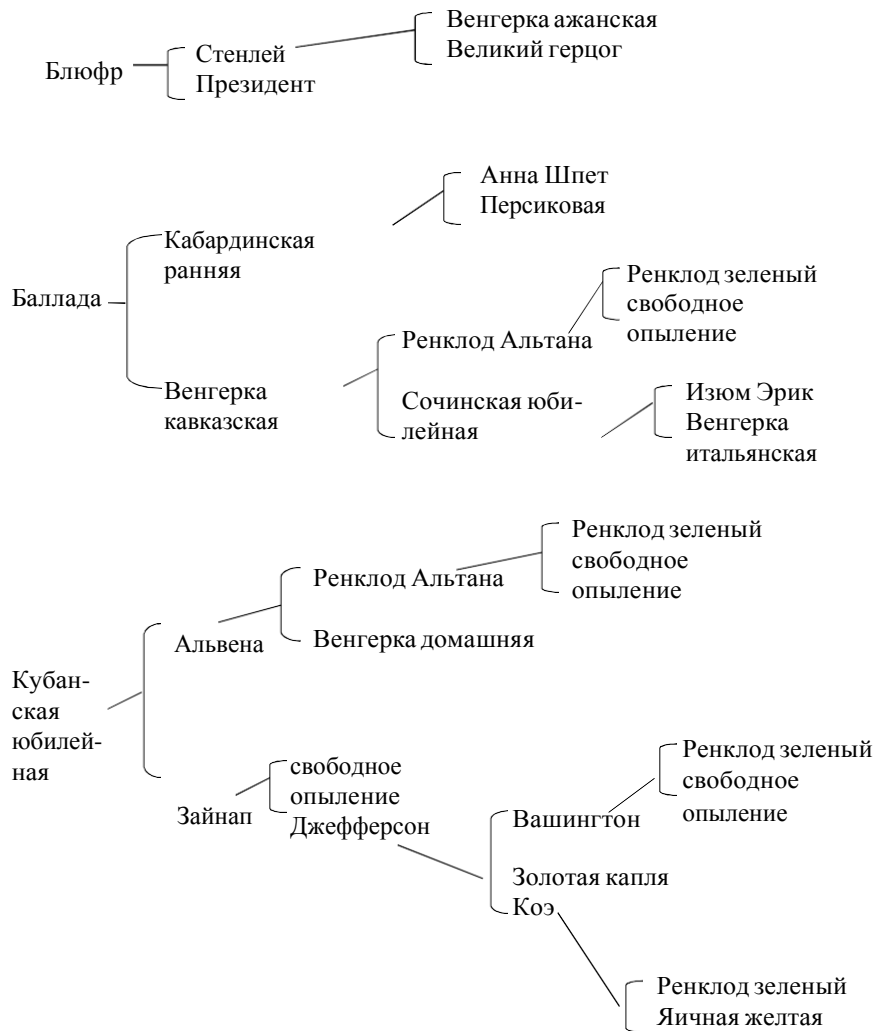 Венгерка ажанская
Великий герцог
Стенлей
Президент
Блюфр
Анна Шпет
Персиковая
Кабардинская
ранняя
Баллада
Ренклод зеленый
свободное
опыление
Ренклод Альтана
Венгерка
кавказская
Сочинская юби-
лейная
Изюм Эрик
Венгерка
итальянская
Ренклод зеленый
свободное
опыление
Ренклод Альтана
Альвена
Венгерка домашняя
Кубан-
ская
юбилей-
ная
Зайнап
свободное
опыление
Джефферсон
Ренклод зеленый
свободное
опыление
Вашингтон
Золотая капля
Коэ
Ренклод зеленый
Яичная желтая